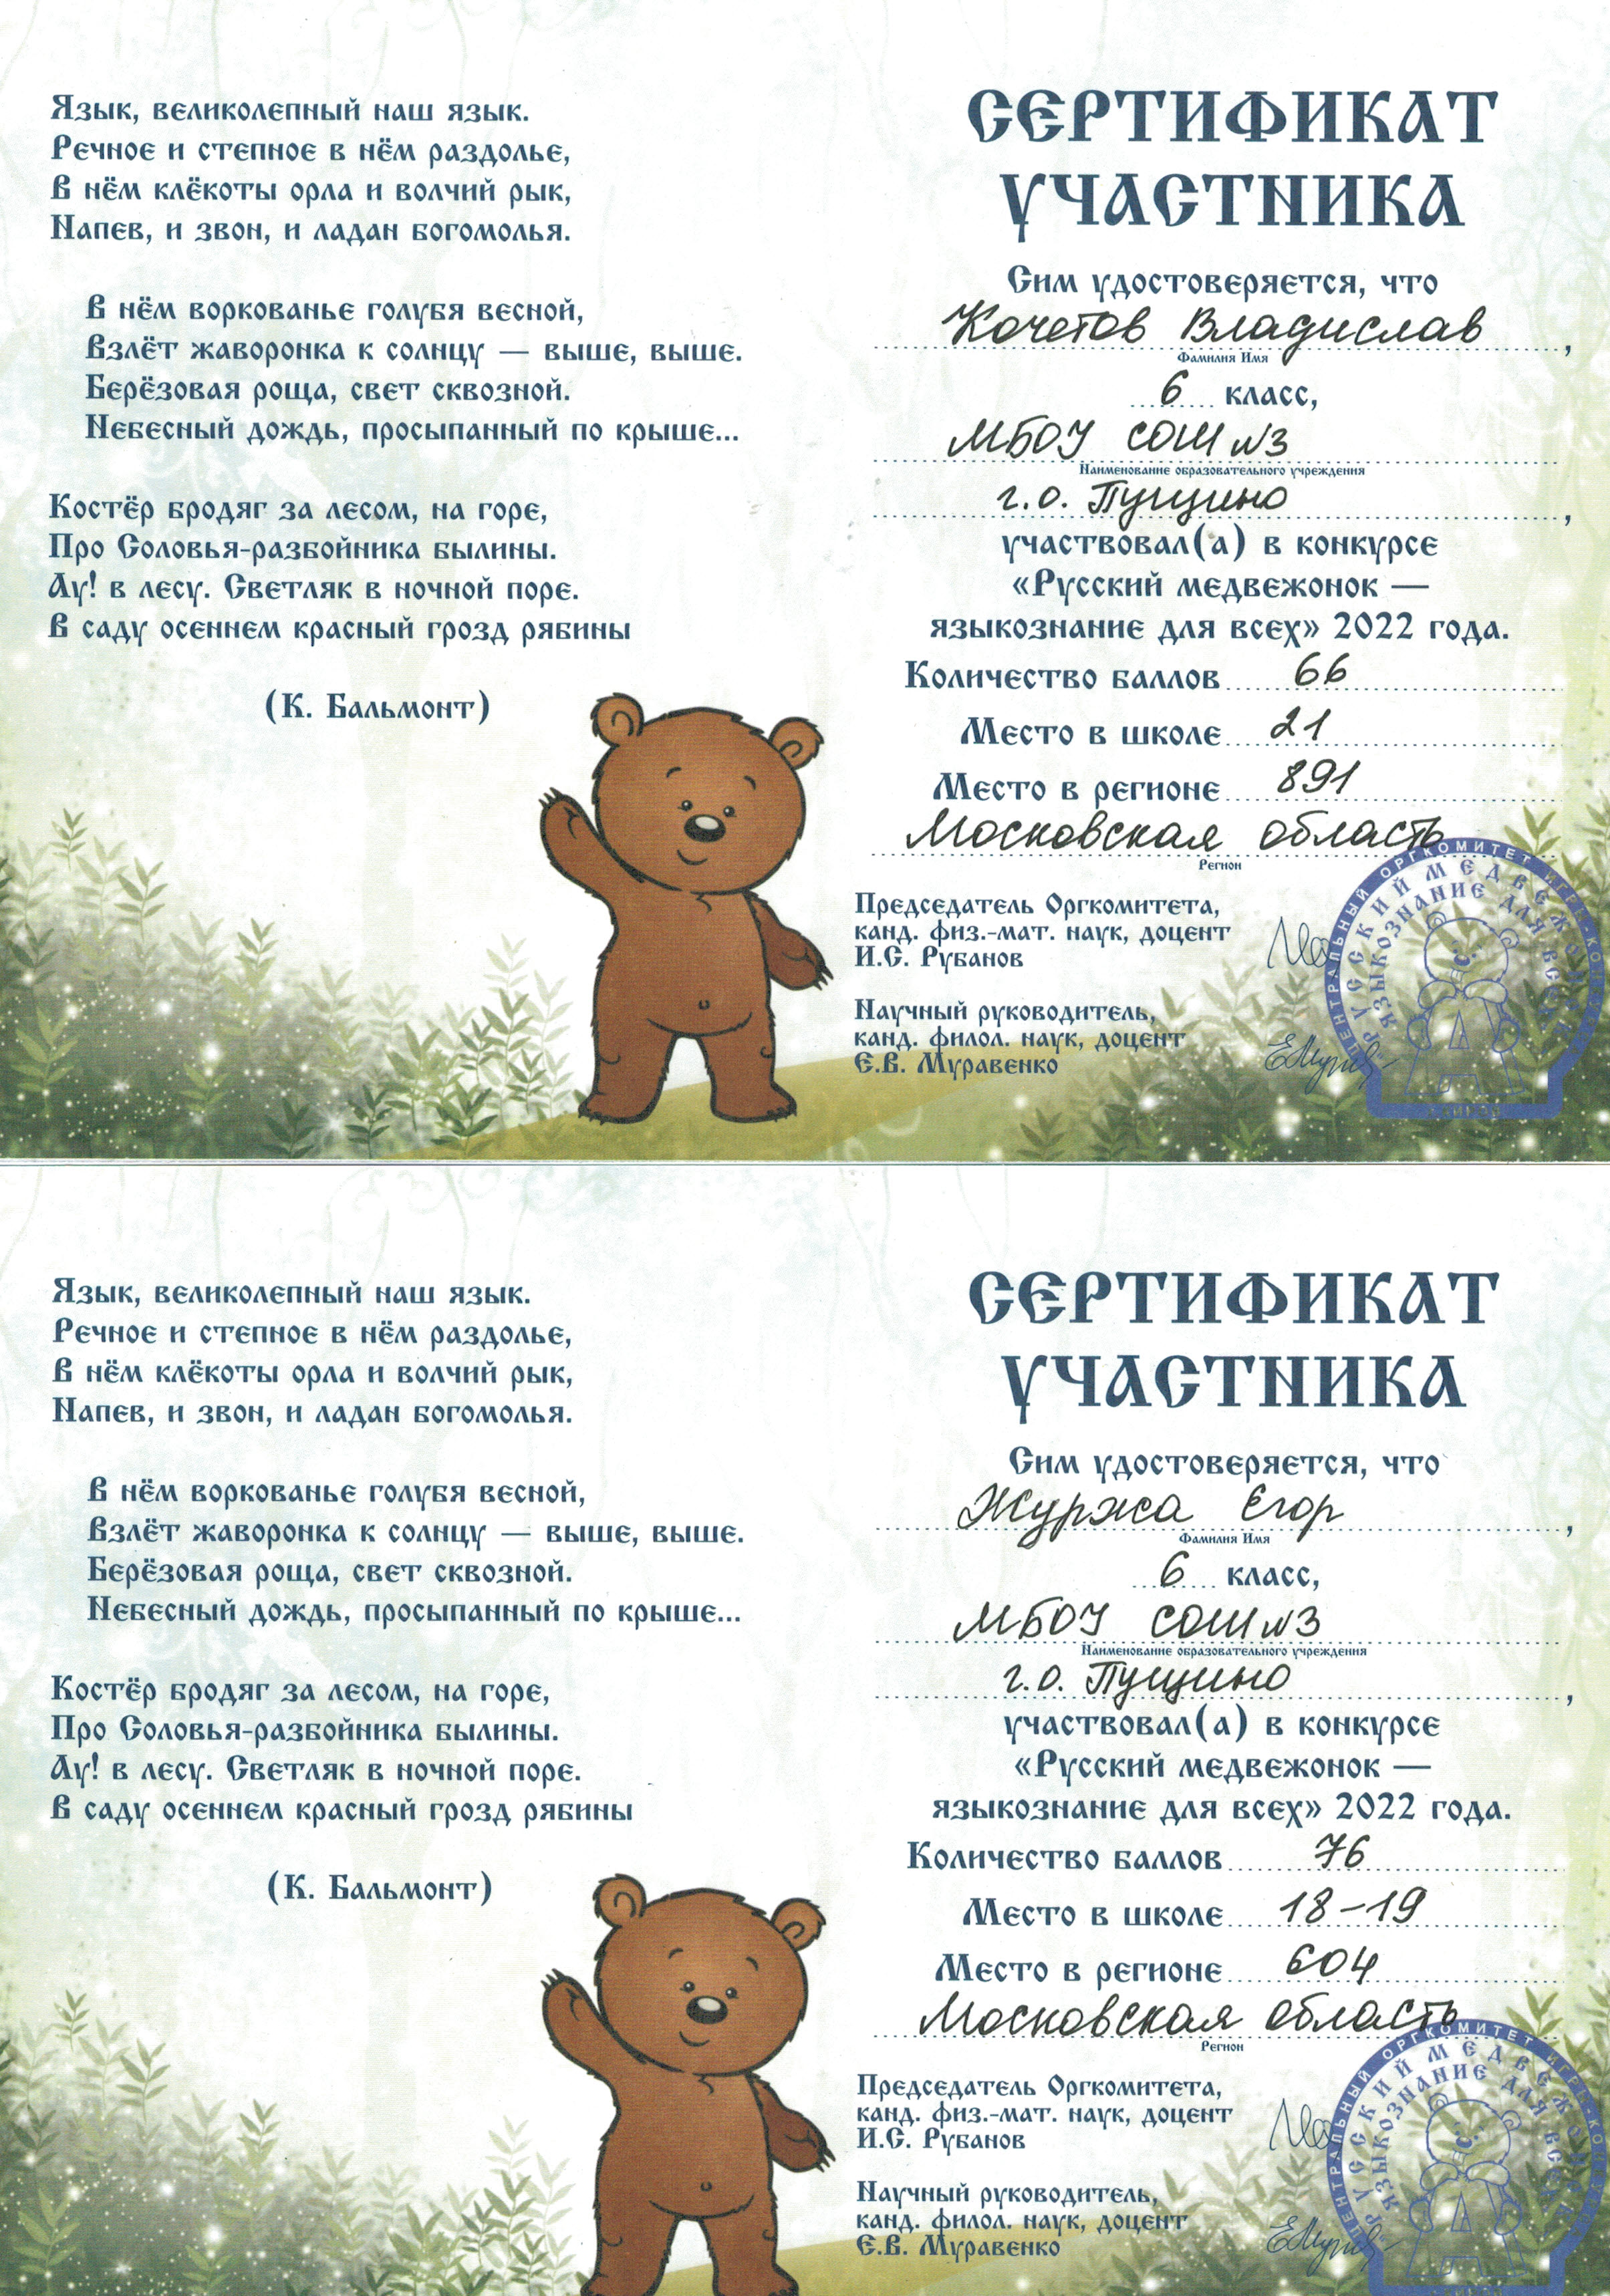 Язык, великолепный наш язык.
Речное и степное в нём раздолье,
В нём клёкоты орла и волчий рык,
Напев, и звон, и ладан богомолья.
В нём воркованье голубя весной,
Взлёт жаворонка к солнцу — выше, выше.
Берёзовая роща, свет сквозной.
Небесный дождь, просыпанный по крыше...
Костёр бродяг за лесом, на горе,
Про Соловья-разбойника былины.
Ау! в лесу. Светляк в ночной поре.
В саду осеннем красный грозд рябины
(К. Бальмонт)
СЕРТИФИКАТ
УЧАСТНИКА
Сим удостоверяется, что
Кочетов Владислав,
Фамилия Имя
6 класс,
МБОУ СОШ №3
Наименование образовательного учреждения
г.о. Пущино,
участвовал(а) в конкурсе
«Русский медвежонок —
языкознание для всех» 2022 года.
Количество баллов 66
Место в школе 21
Место в регионе 891
Московская область
Регион
Председатель Оргкомитета,
канд. физ.-мат. наук, доцент
И.С. Рубанов
Научный руководитель,
канд. филол. наук, доцент
Е.В. Муравенко
ЦЕНТРАЛЬНЫЙ ОРГКОМИТЕТ ИГРЫ-КО
РУССКИЙ МЕДВЕЖОНОК
ЯЗЫКОЗНАНИЕ ДЛЯ ВСЕХ
Язык, великолепный наш язык.
Речное и степное в нём раздолье,
В нём клёкоты орла и волчий рык,
Напев, и звон, и ладан богомолья.
В нём воркованье голубя весной,
Взлёт жаворонка к солнцу — выше, выше.
Берёзовая роща, свет сквозной.
Небесный дождь, просыпанный по крыше...
Костёр бродяг за лесом, на горе,
Про Соловья-разбойника былины.
Ау! в лесу. Светляк в ночной поре.
В саду осеннем красный грозд рябины
(К. Бальмонт)
СЕРТИФИКАТ
УЧАСТНИКА
Сим удостоверяется, что
Журжа Егор,
Фамилия Имя
6 класс,
МБОУ СОШ №3
Наименование образовательного учреждения
г.о. Пущино,
участвовал(а) в конкурсе
«Русский медвежонок —
языкознание для всех» 2022 года.
Количество баллов 76
Место в школе 18-19
Место в регионе 604
Московская область
Регион
Председатель Оргкомитета,
канд. физ.-мат. наук, доцент
И.С. Рубанов
Научный руководитель,
канд. филол. наук, доцент
Е.В. Муравенко
ЦЕНТРАЛЬНЫЙ ОРГКОМИТЕТ ИГРЫ-КО
РУССКИЙ МЕДВЕЖОНОК
ЯЗЫКОЗНАНИЕ ДЛЯ ВСЕХ